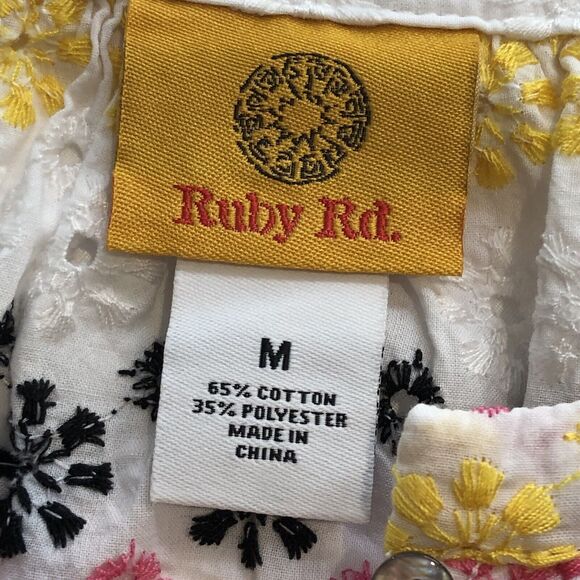 Ruby Rd.
M
65% COTTON
35% POLYESTER
MADE IN
CHINA